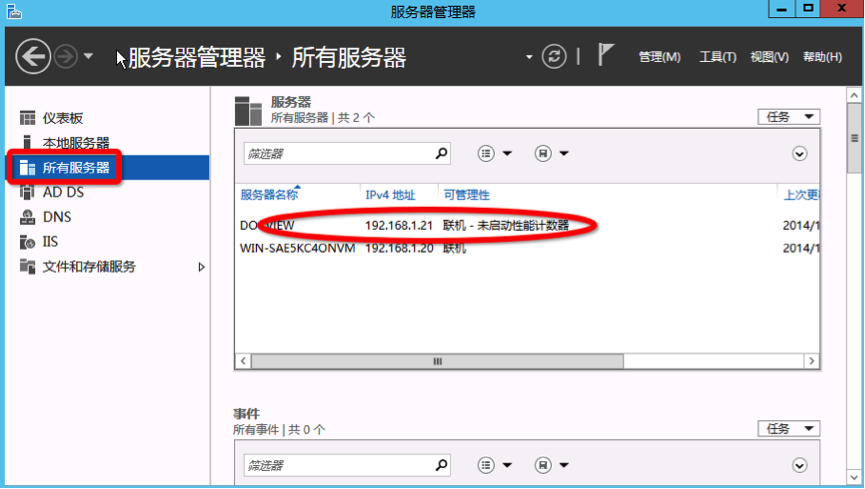 服务器管理器
服务器管理器 · 所有服务器
管理(M) 工具(T) 视图(V) 帮助(H)
仪表板
本地服务器
所有服务器
AD DS
DNS
IIS
文件和存储服务
服务器
所有服务器 | 共 2 个
任务
筛选器
服务器名称 IPv4 地址 可管理性 上次更
192.168.1.21 联机 - 未启动性能计数器 2014/1
WIN-SAE5KC4ONVM 192.168.1.20 联机 2014/1
事件
所有事件 | 共 0 个
任务
筛选器